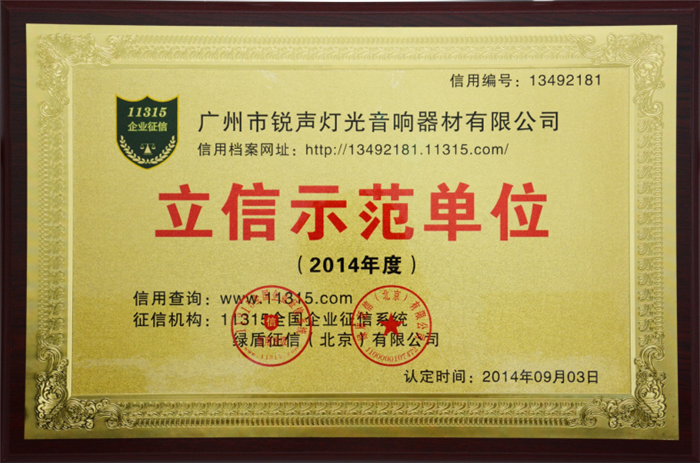 信用编号：13492181
11315
企业征信
广州市锐声灯光音响器材有限公司
信用档案网址：http://13492181.11315.com/
立信示范单位
（2014年度）
信用查询：www.11315.com
征信机构：11315全国企业征信系统
绿盾征信（北京）有限公司
认定时间：2014年09月03日